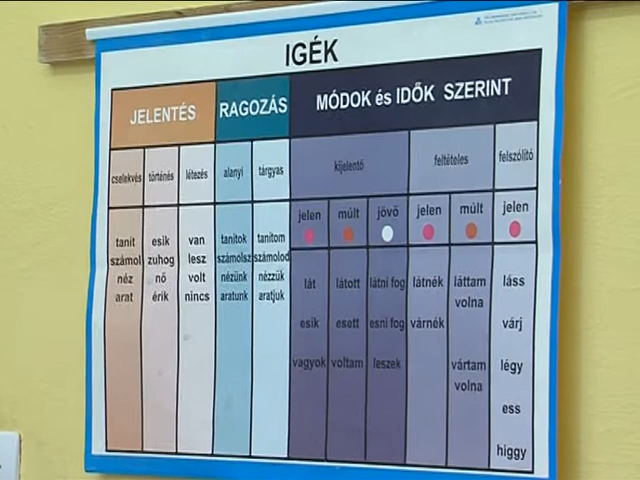 IGÉK
JELENTÉS RAGOZÁS MÓDOK és IDŐK SZERINT
cselekvés történés létezés alanyi tárgyas kijelentő feltételes felszólító
jelen múlt jövő jelen múlt jelen
tanít esik van tanítok tanítom
számol zuhog lesz számolsz számolod
néz nő volt nézünk nézzük
arat érik nincs aratunk aratjuk
lát látott látni fog látnék láttam láss
volna
esik esett esni fog várnék várj
vagyok voltam leszek vártam légy
volna
ess
higgy